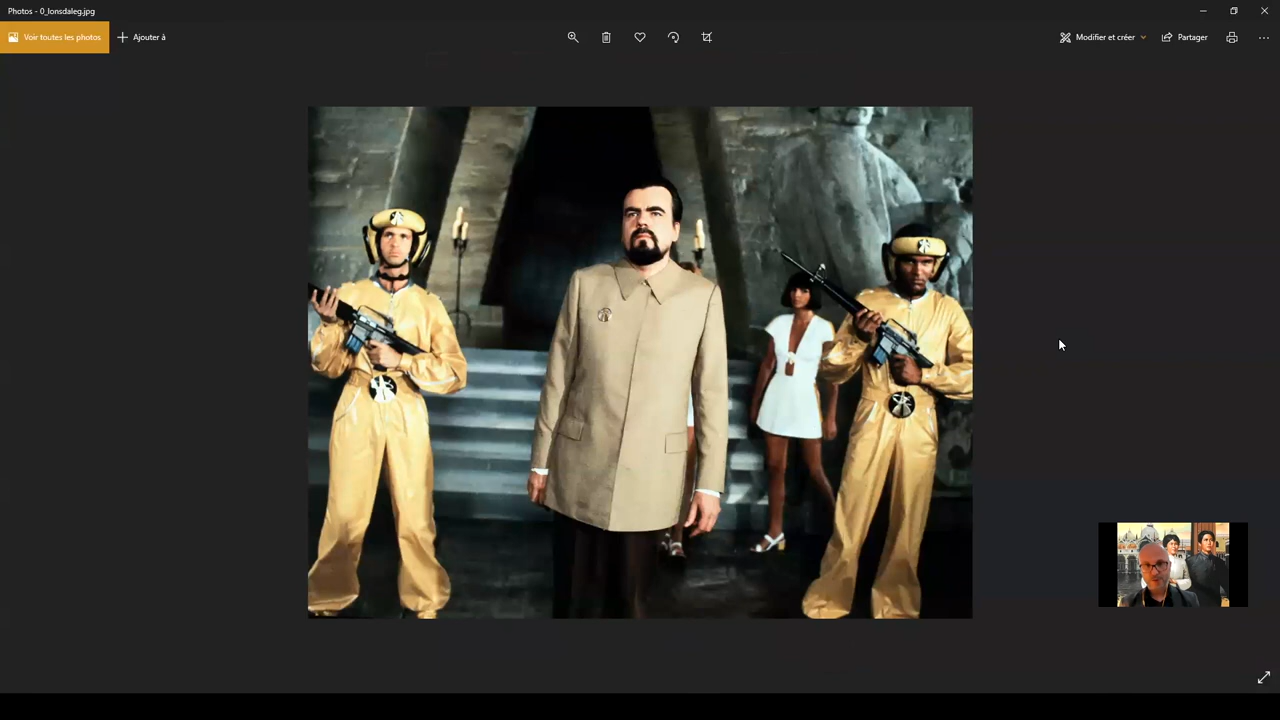 Photos - 0_lonsdaleg.jpg
Voir toutes les photos
Ajouter à
Modifier et créer
Partager